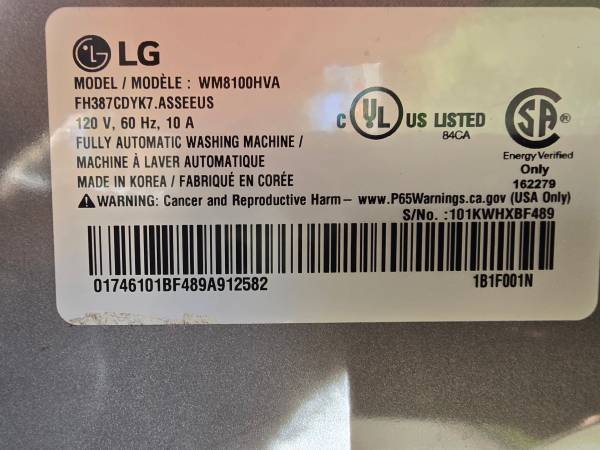 LG
MODEL / MODÈLE : WM8100HVA
FH387CDYK7.ASSEEUS
120 V, 60 Hz, 10 A
FULLY AUTOMATIC WASHING MACHINE /
MACHINE À LAVER AUTOMATIQUE
MADE IN KOREA / FABRIQUÉ EN CORÉE
C UL US LISTED
84CA
®
SA ®
Energy Verified
Only
162279
WARNING: Cancer and Reproductive Harm– www.P65Warnings.ca.gov (USA Only)
S/No. :101KWHXBF489
01746101BF489A912582
1B1F001N